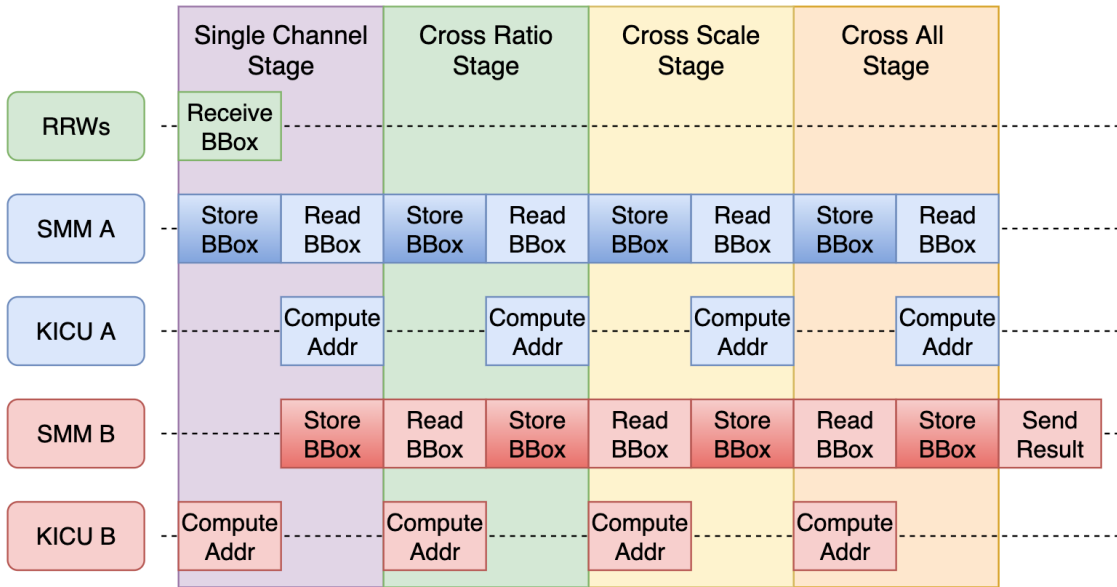 Single Channel
Stage
Cross Ratio
Stage
Cross Scale
Stage
Cross All
Stage
RRWs
Receive
BBox
SMM A
Store
BBox
Read
BBox
Store
BBox
Read
BBox
Store
BBox
Read
BBox
Store
BBox
Read
BBox
KICU A
Compute
Addr
Compute
Addr
Compute
Addr
Compute
Addr
SMM B
Store
BBox
Read
BBox
Store
BBox
Read
BBox
Store
BBox
Read
BBox
Store
BBox
Send
Result
KICU B
Compute
Addr
Compute
Addr
Compute
Addr
Compute
Addr